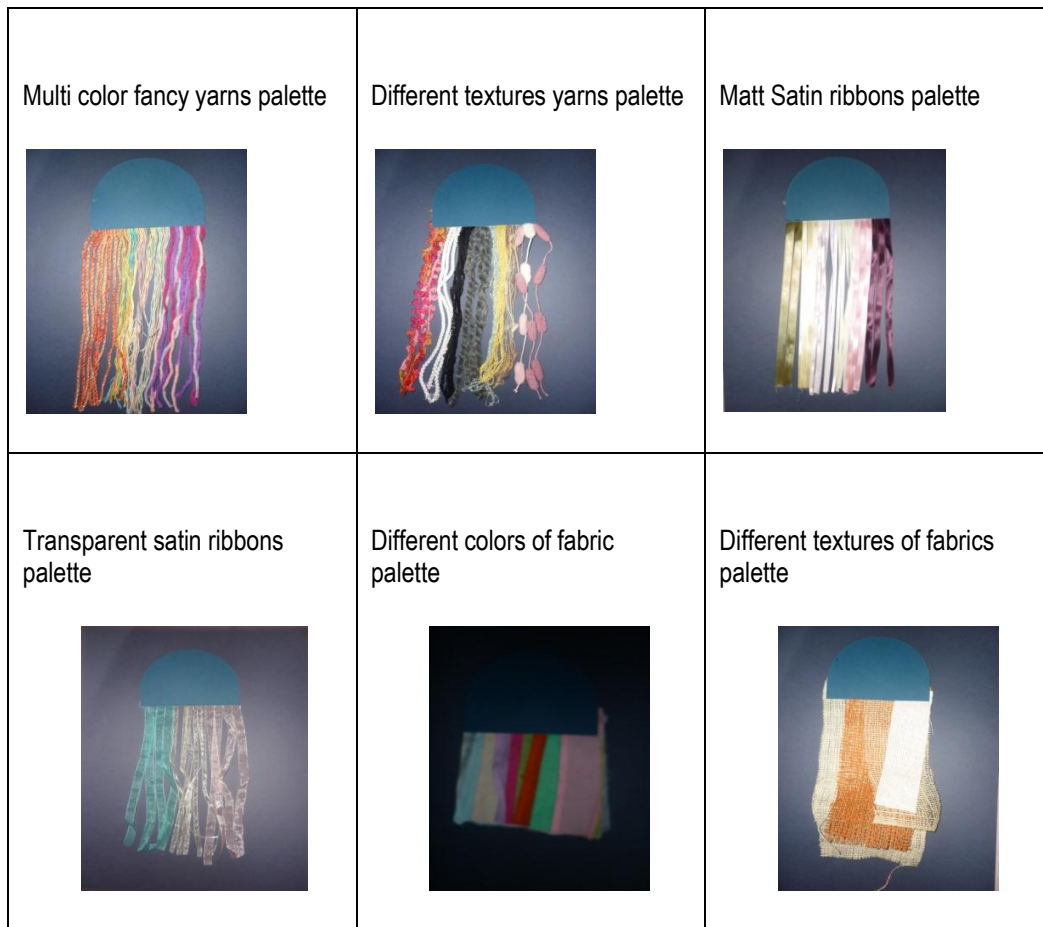 Multi color fancy yarns palette
Different textures yarns palette
Matt Satin ribbons palette
Transparent satin ribbons
palette
Different colors of fabric
palette
Different textures of fabrics
palette